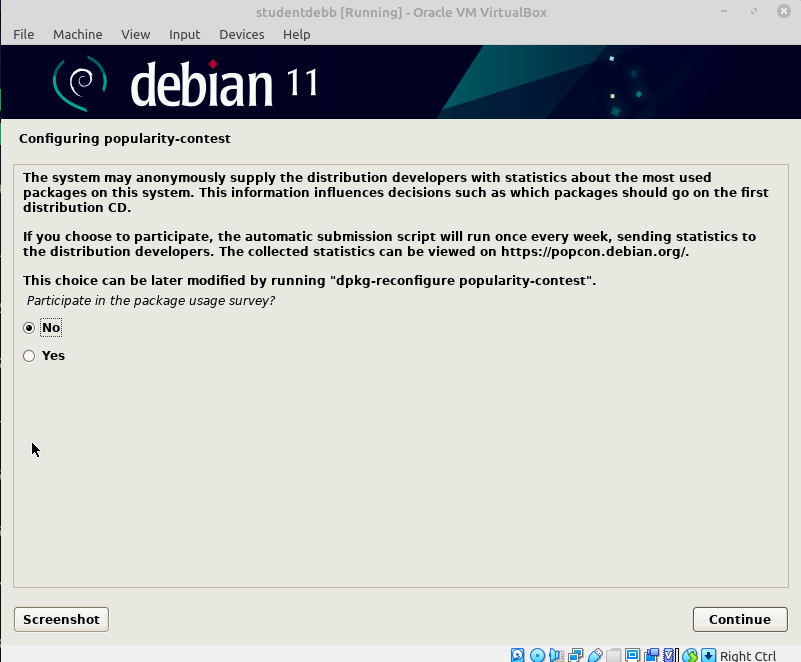 studentdebb [Running] - Oracle VM VirtualBox
File Machine View Input Devices Help
debian 11
Configuring popularity-contest
The system may anonymously supply the distribution developers with statistics about the most used
packages on this system. This information influences decisions such as which packages should go on the first
distribution CD.
If you choose to participate, the automatic submission script will run once every week, sending statistics to
the distribution developers. The collected statistics can be viewed on https://popcon.debian.org/.
This choice can be later modified by running "dpkg-reconfigure popularity-contest".
Participate in the package usage survey?
No
Yes
Screenshot
Continue
Right Ctrl